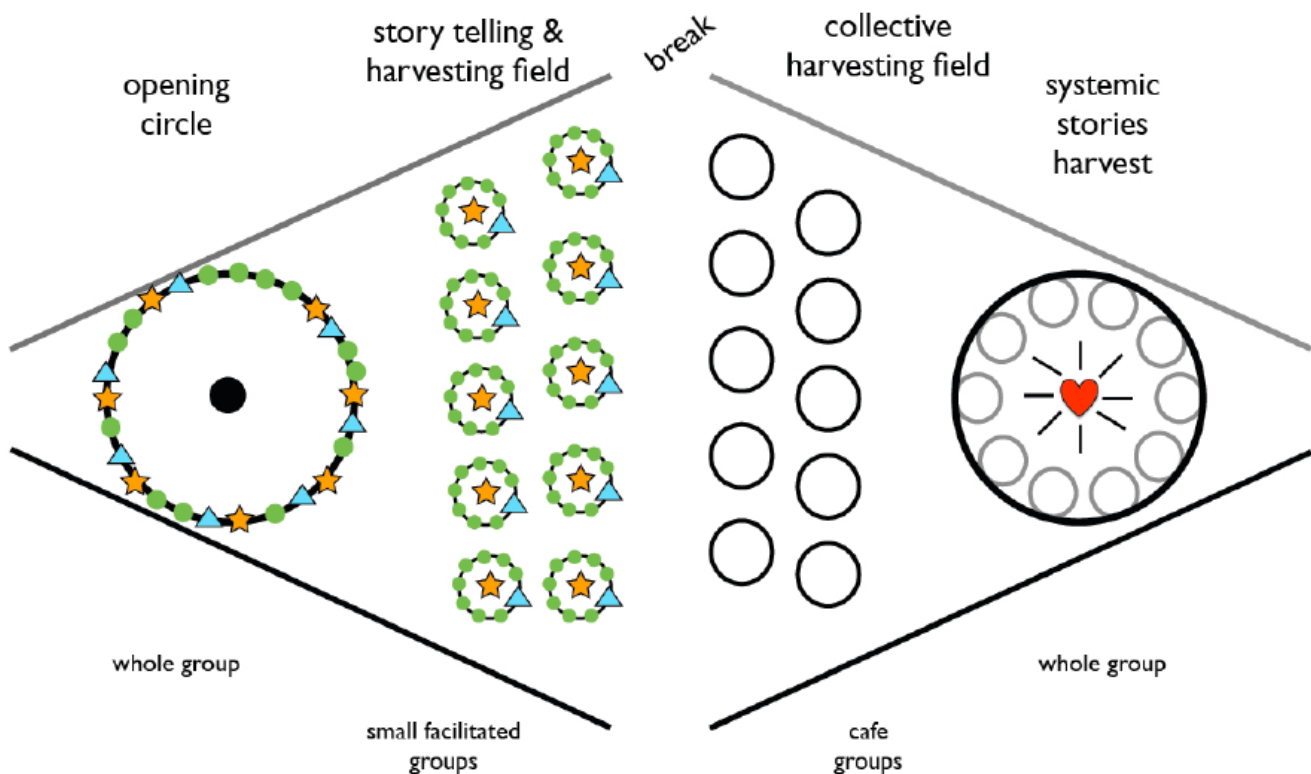 opening
circle
story telling &
harvesting field
break
collective
harvesting field
systemic
stories
harvest
whole group
small facilitated
groups
cafe
groups
whole group